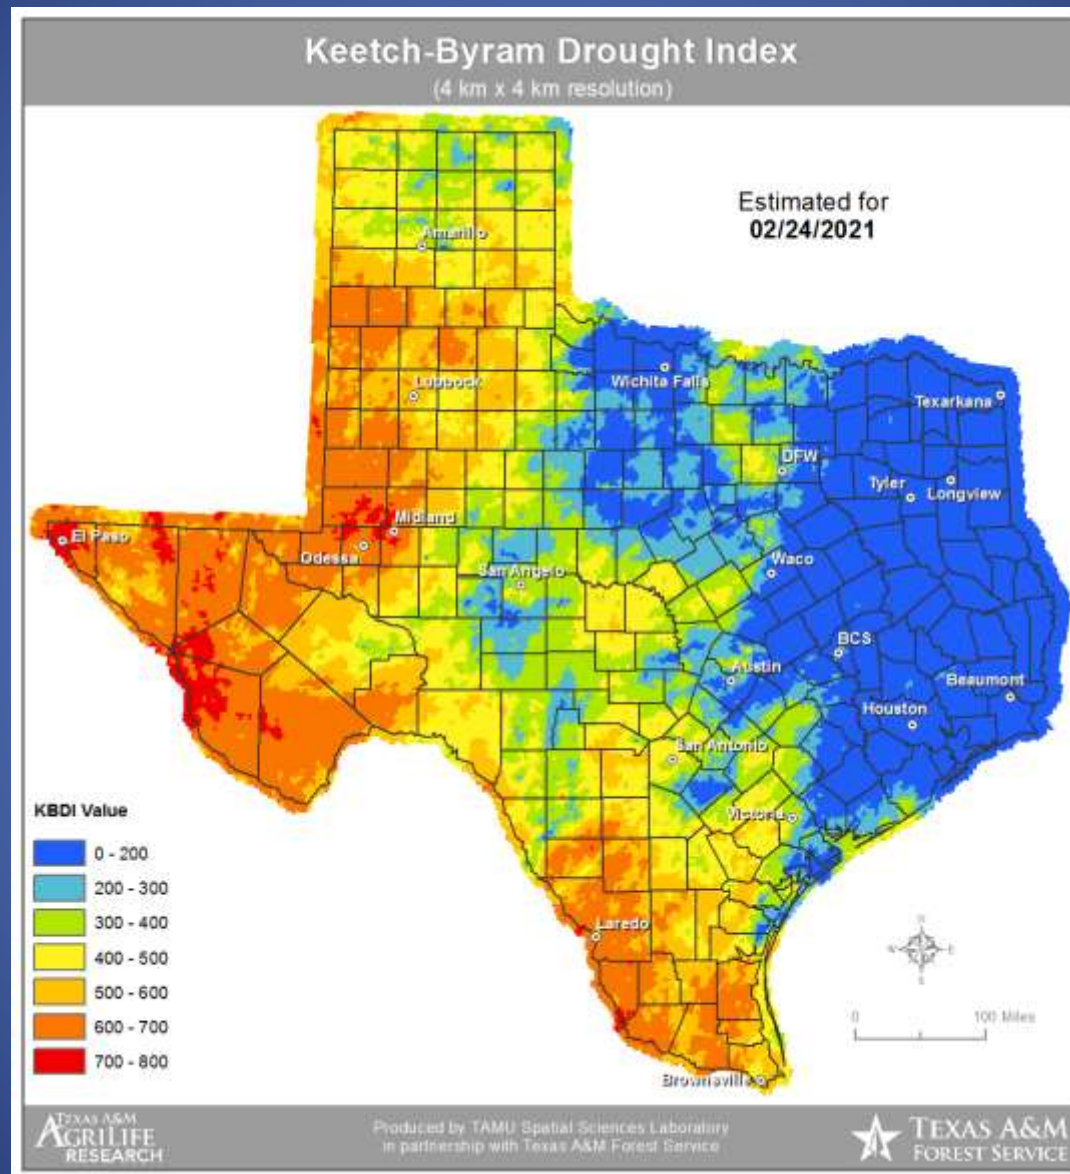 Keetch-Byram Drought Index
(4 km x 4 km resolution)
Estimated for
02/24/2021
Amarillo
Lubbock
Wichita Falls
Texarkana
DFW
Tyler
Longview
Midland
El Paso
Odessa
San Angelo
Waco
BCS
Austin
Beaumont
Houston
San Antonio
Victoria
Laredo
Brownsville
KBDI Value
0 - 200
200 - 300
300 - 400
400 - 500
500 - 600
600 - 700
700 - 800
N
W E
S
0 100 Miles
TEXAS A&M
AGRILIFE
RESEARCH
Produced by TAMU Spatial Sciences Laboratory
in partnership with Texas A&M Forest Service
TEXAS A&M
FOREST SERVICE